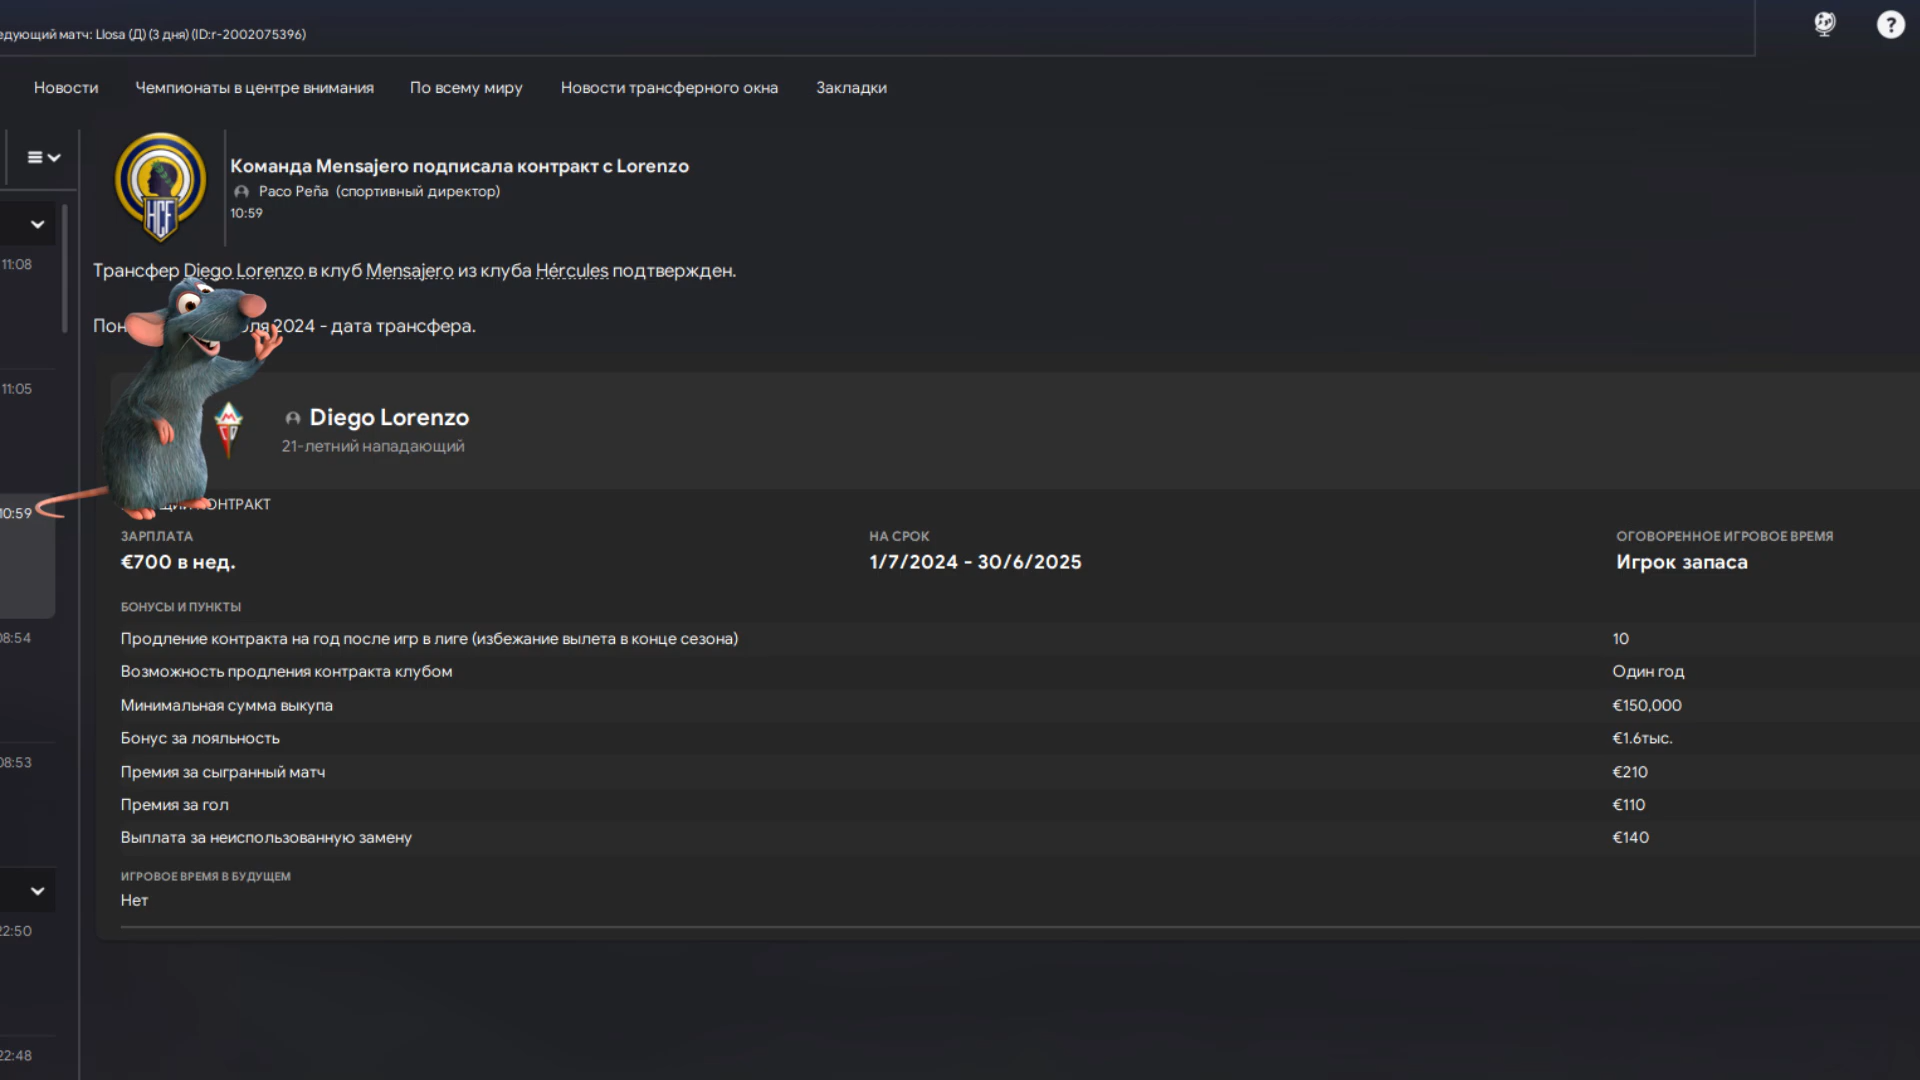 едующий матч: Llosa (Д) (3 дня) (ID:r-2002075396)
?
Новости
Чемпионаты в центре внимания
По всему миру
Новости трансферного окна
Закладки
HCF
Команда Mensajero подписала контракт с Lorenzo
Paco Peña (спортивный директор)
10:59
11:08
Трансфер Diego Lorenzo в клуб Mensajero из клуба Hércules подтвержден.
2024 - дата трансфера.
11:05
Diego Lorenzo
21-летний нападающий
10:59
ОНТРАКТ
ЗАРПЛАТА
€700 в нед.
НА СРОК
1/7/2024 - 30/6/2025
ОГОВОРЕННОЕ ИГРОВОЕ ВРЕМЯ
Игрок запаса
БОНУСЫ И ПУНКТЫ
Продление контракта на год после игр в лиге (избежание вылета в конце сезона) 10
Возможность продления контракта клубом Один год
Минимальная сумма выкупа €150,000
Бонус за лояльность €1.6тыс.
Премия за сыгранный матч €210
Премия за гол €110
Выплата за неиспользованную замену €140
ИГРОВОЕ ВРЕМЯ В БУДУЩЕМ
Нет
08:54
08:53
22:50
22:48